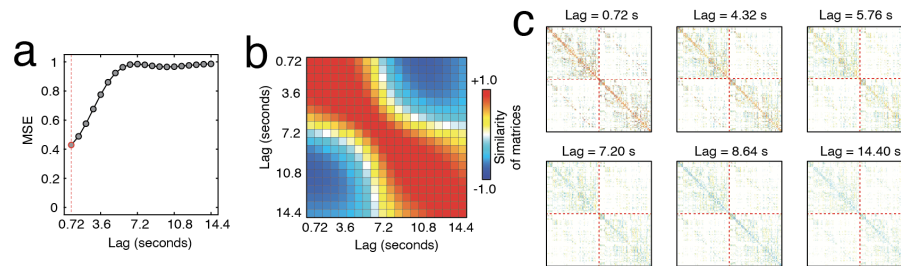 a
MSE
1
0.8
0.6
0.4
0.2
0
0.72 3.6 7.2 10.8 14.4
Lag (seconds)
b
0.72
3.6
7.2
10.8
14.4
Lag (seconds)
0.72 3.6 7.2 10.8 14.4
Lag (seconds)
+1.0
Similarity
of matrices
-1.0
c
Lag = 0.72 s Lag = 4.32 s Lag = 5.76 s
Lag = 7.20 s Lag = 8.64 s Lag = 14.40 s